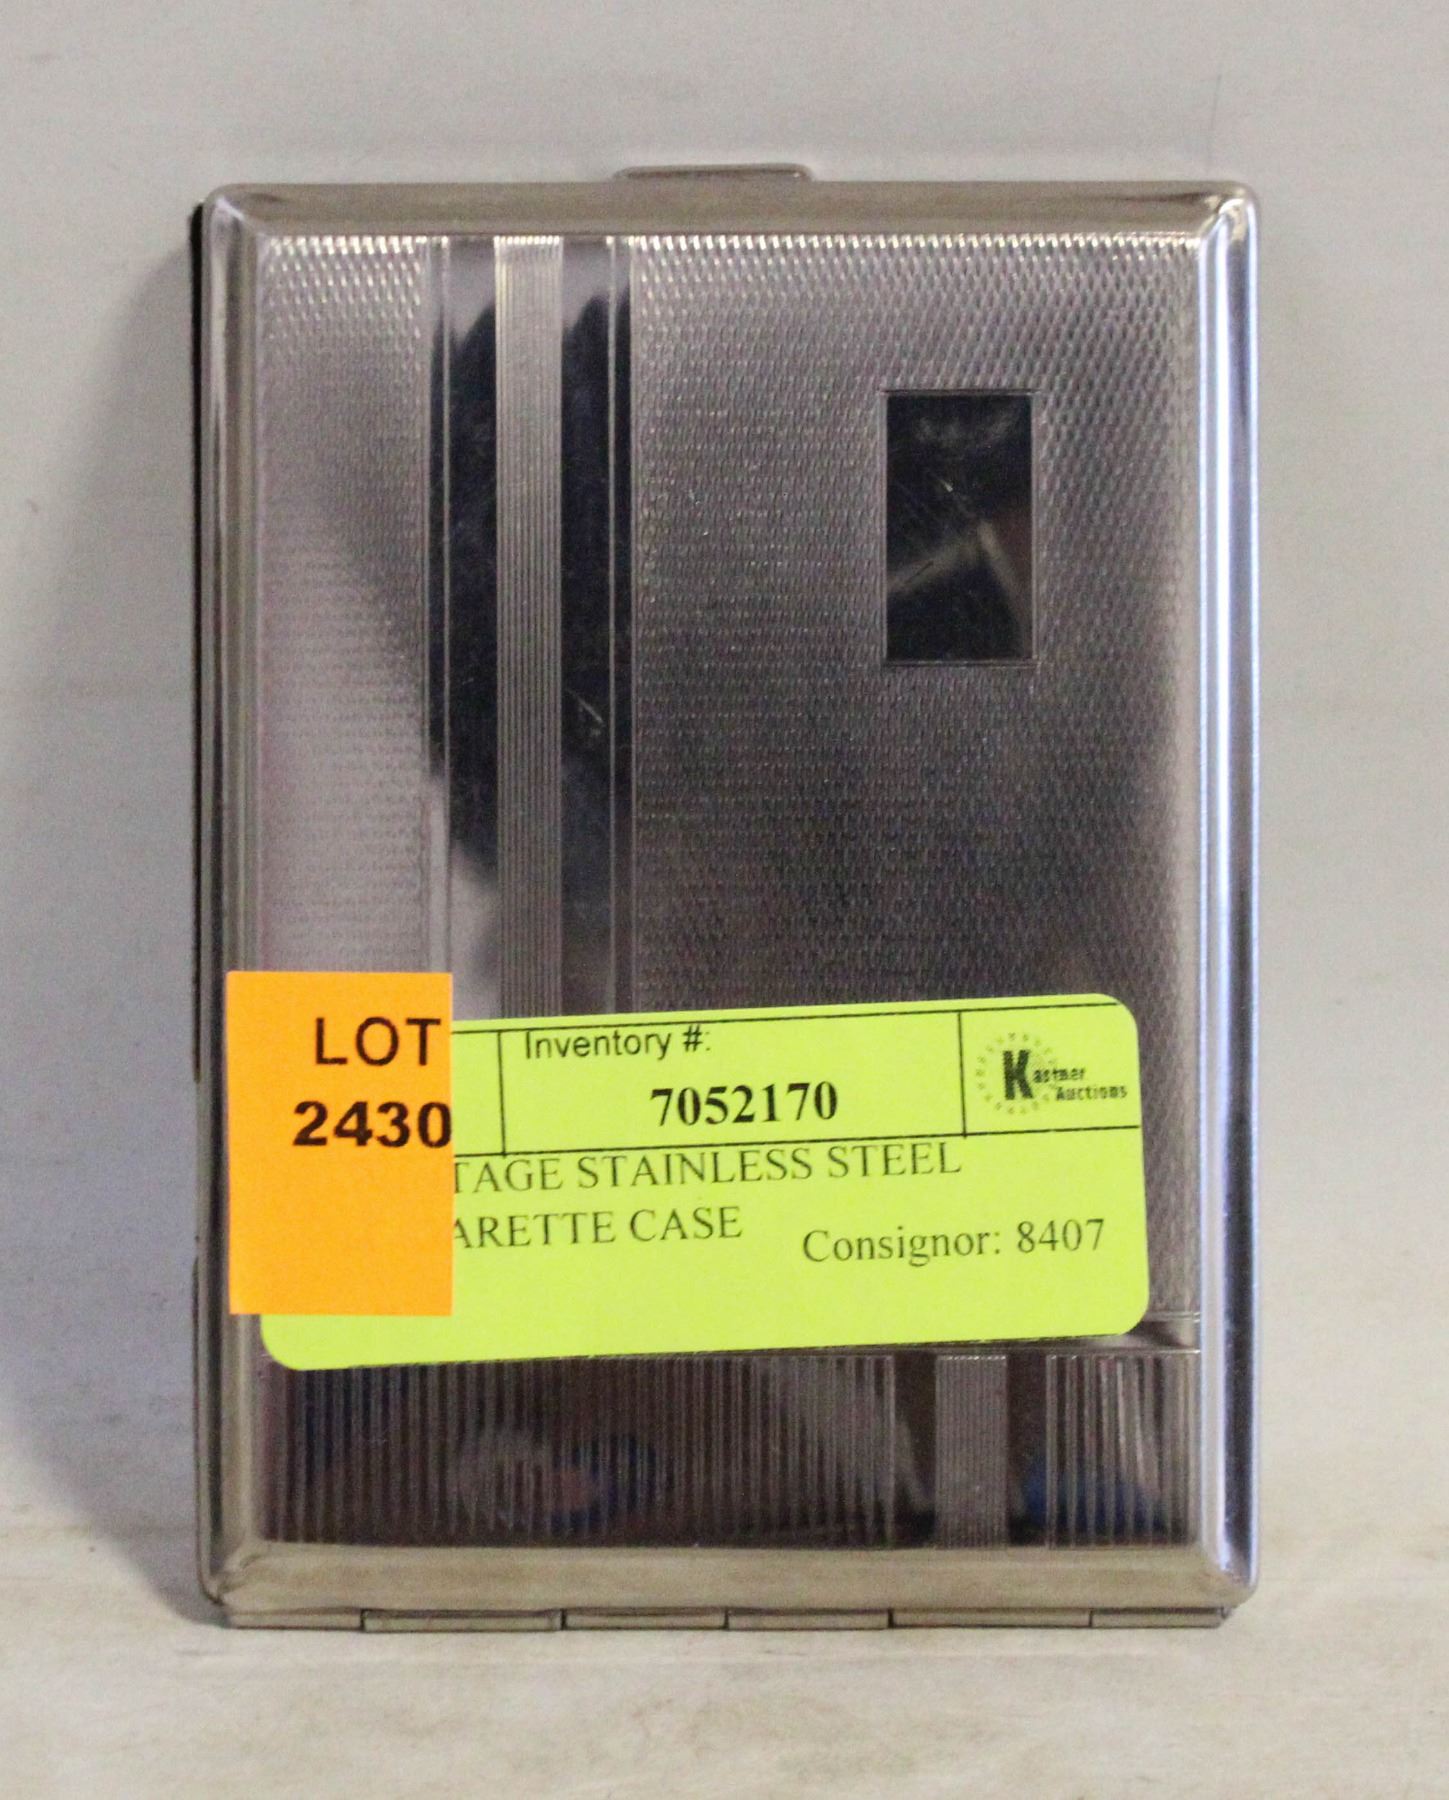 LOT
2430
Inventory #:
7052170
Kastner
Auctions
TAGE STAINLESS STEEL
ARETTE CASE
Consignor: 8407